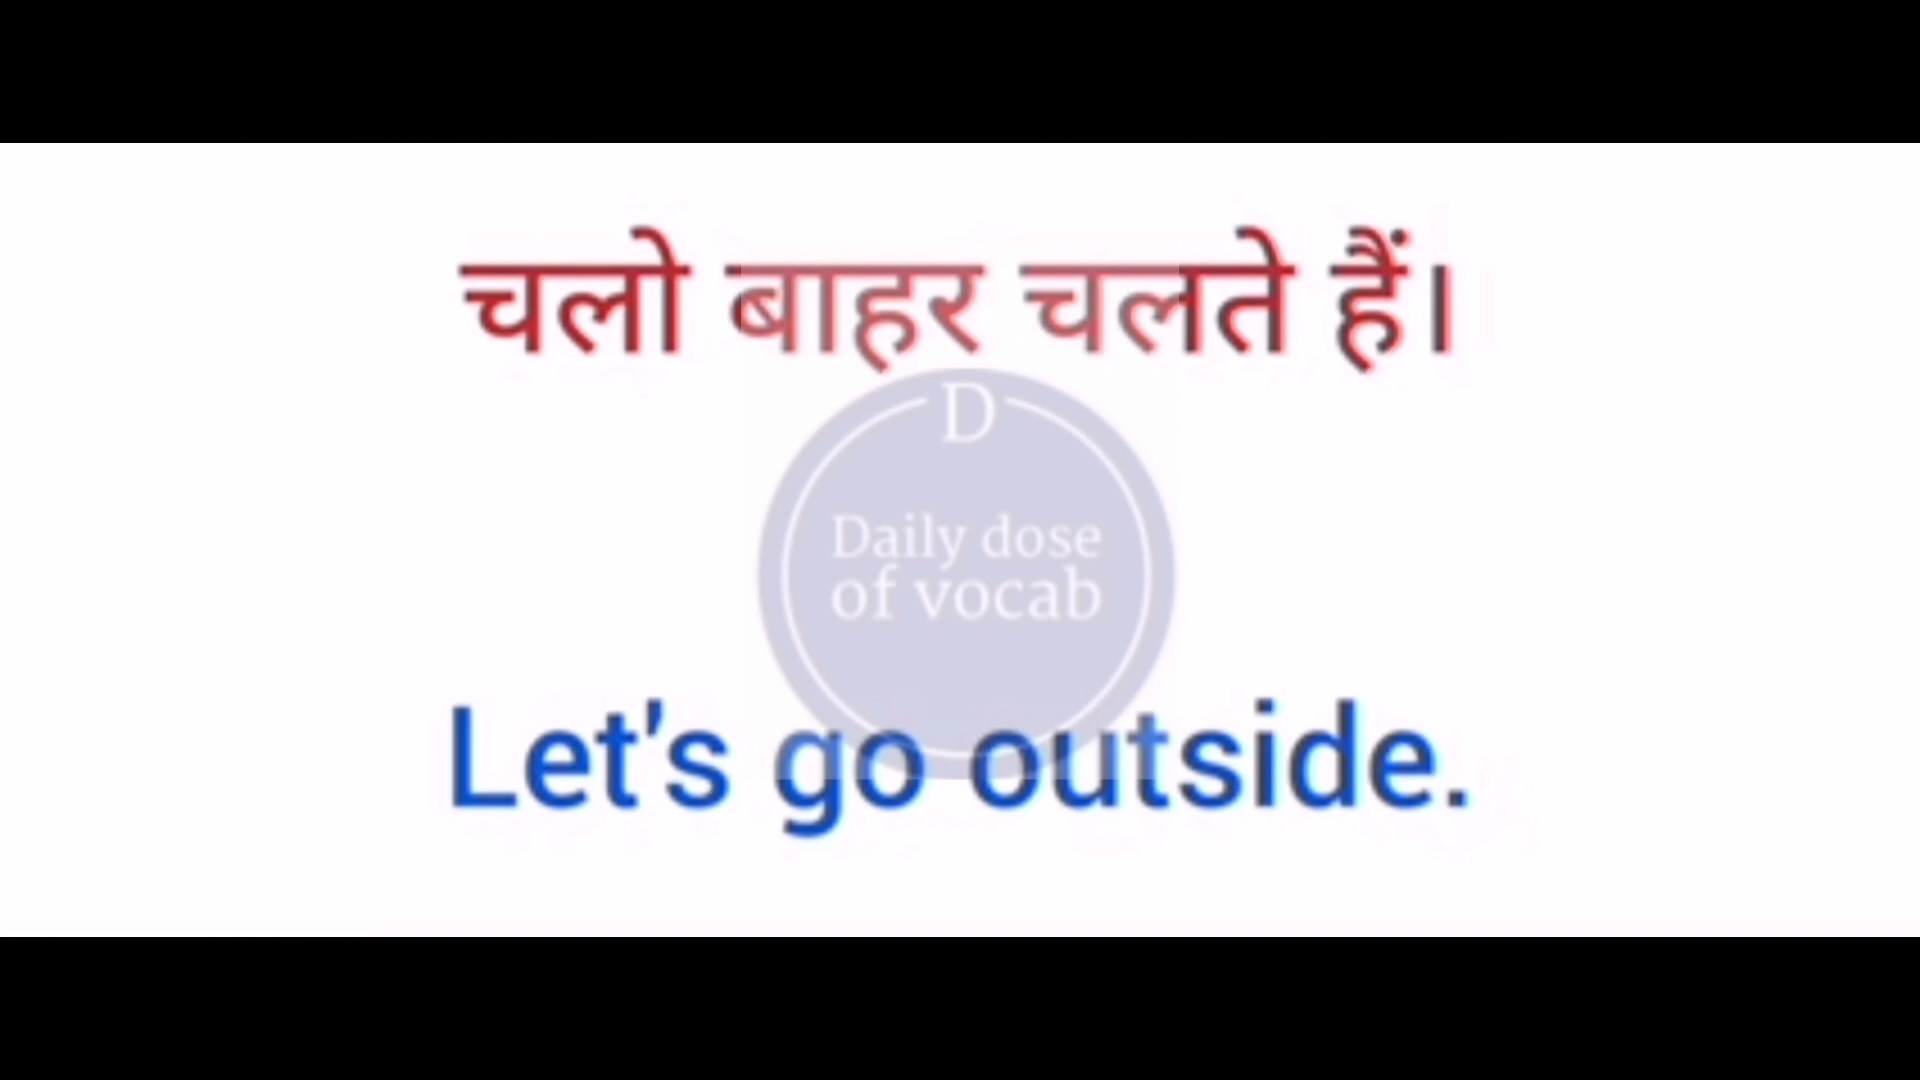 चलो बाहर चलते हैं।
D
Daily dose
of vocab
Let's go outside.